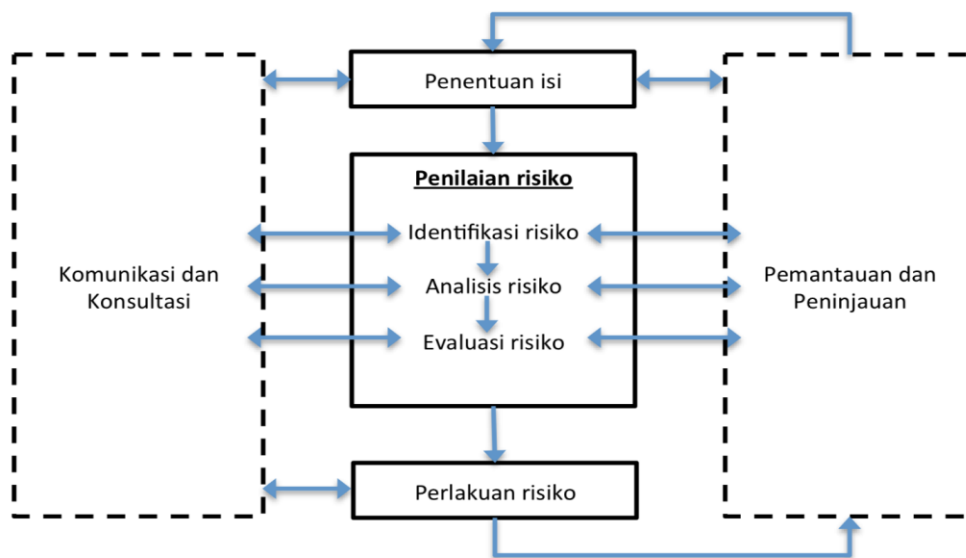 Penentuan isi
Penilaian risiko
Identifikasi risiko
Analisis risiko
Evaluasi risiko
Komunikasi dan
Konsultasi
Pemantauan dan
Peninjauan
Perlakuan risiko